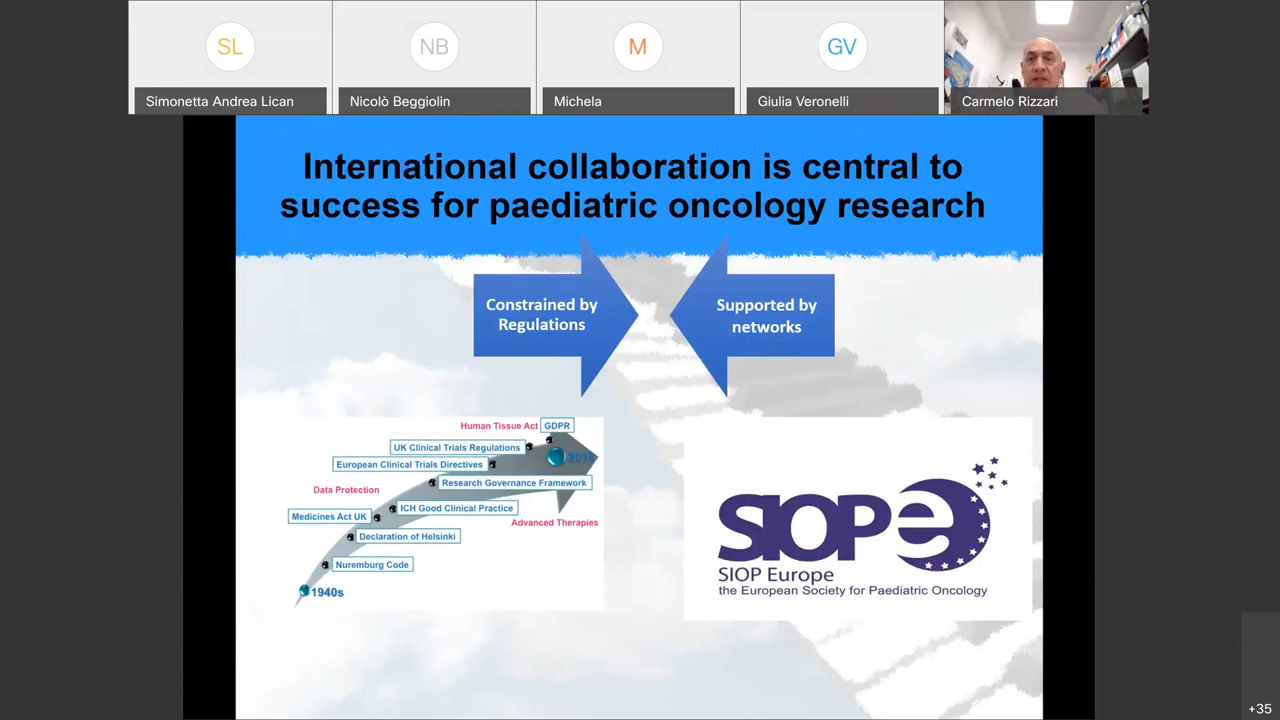 SL
NB
M
GV
Simonetta Andrea Lican
Nicolò Beggiolin
Michela
Giulia Veronelli
Carmelo Rizzari
International collaboration is central to
success for paediatric oncology research
Constrained by
Regulations
Supported by
networks
Human Tissue Act
GDPR
UK Clinical Trials Regulations
European Clinical Trials Directives
Research Governance Framework
Data Protection
ICH Good Clinical Practice
Medicines Act UK
Advanced Therapies
Declaration of Helsinki
Nuremburg Code
1940s
SIOPe
SIOP Europe
the European Society for Paediatric Oncology
+35